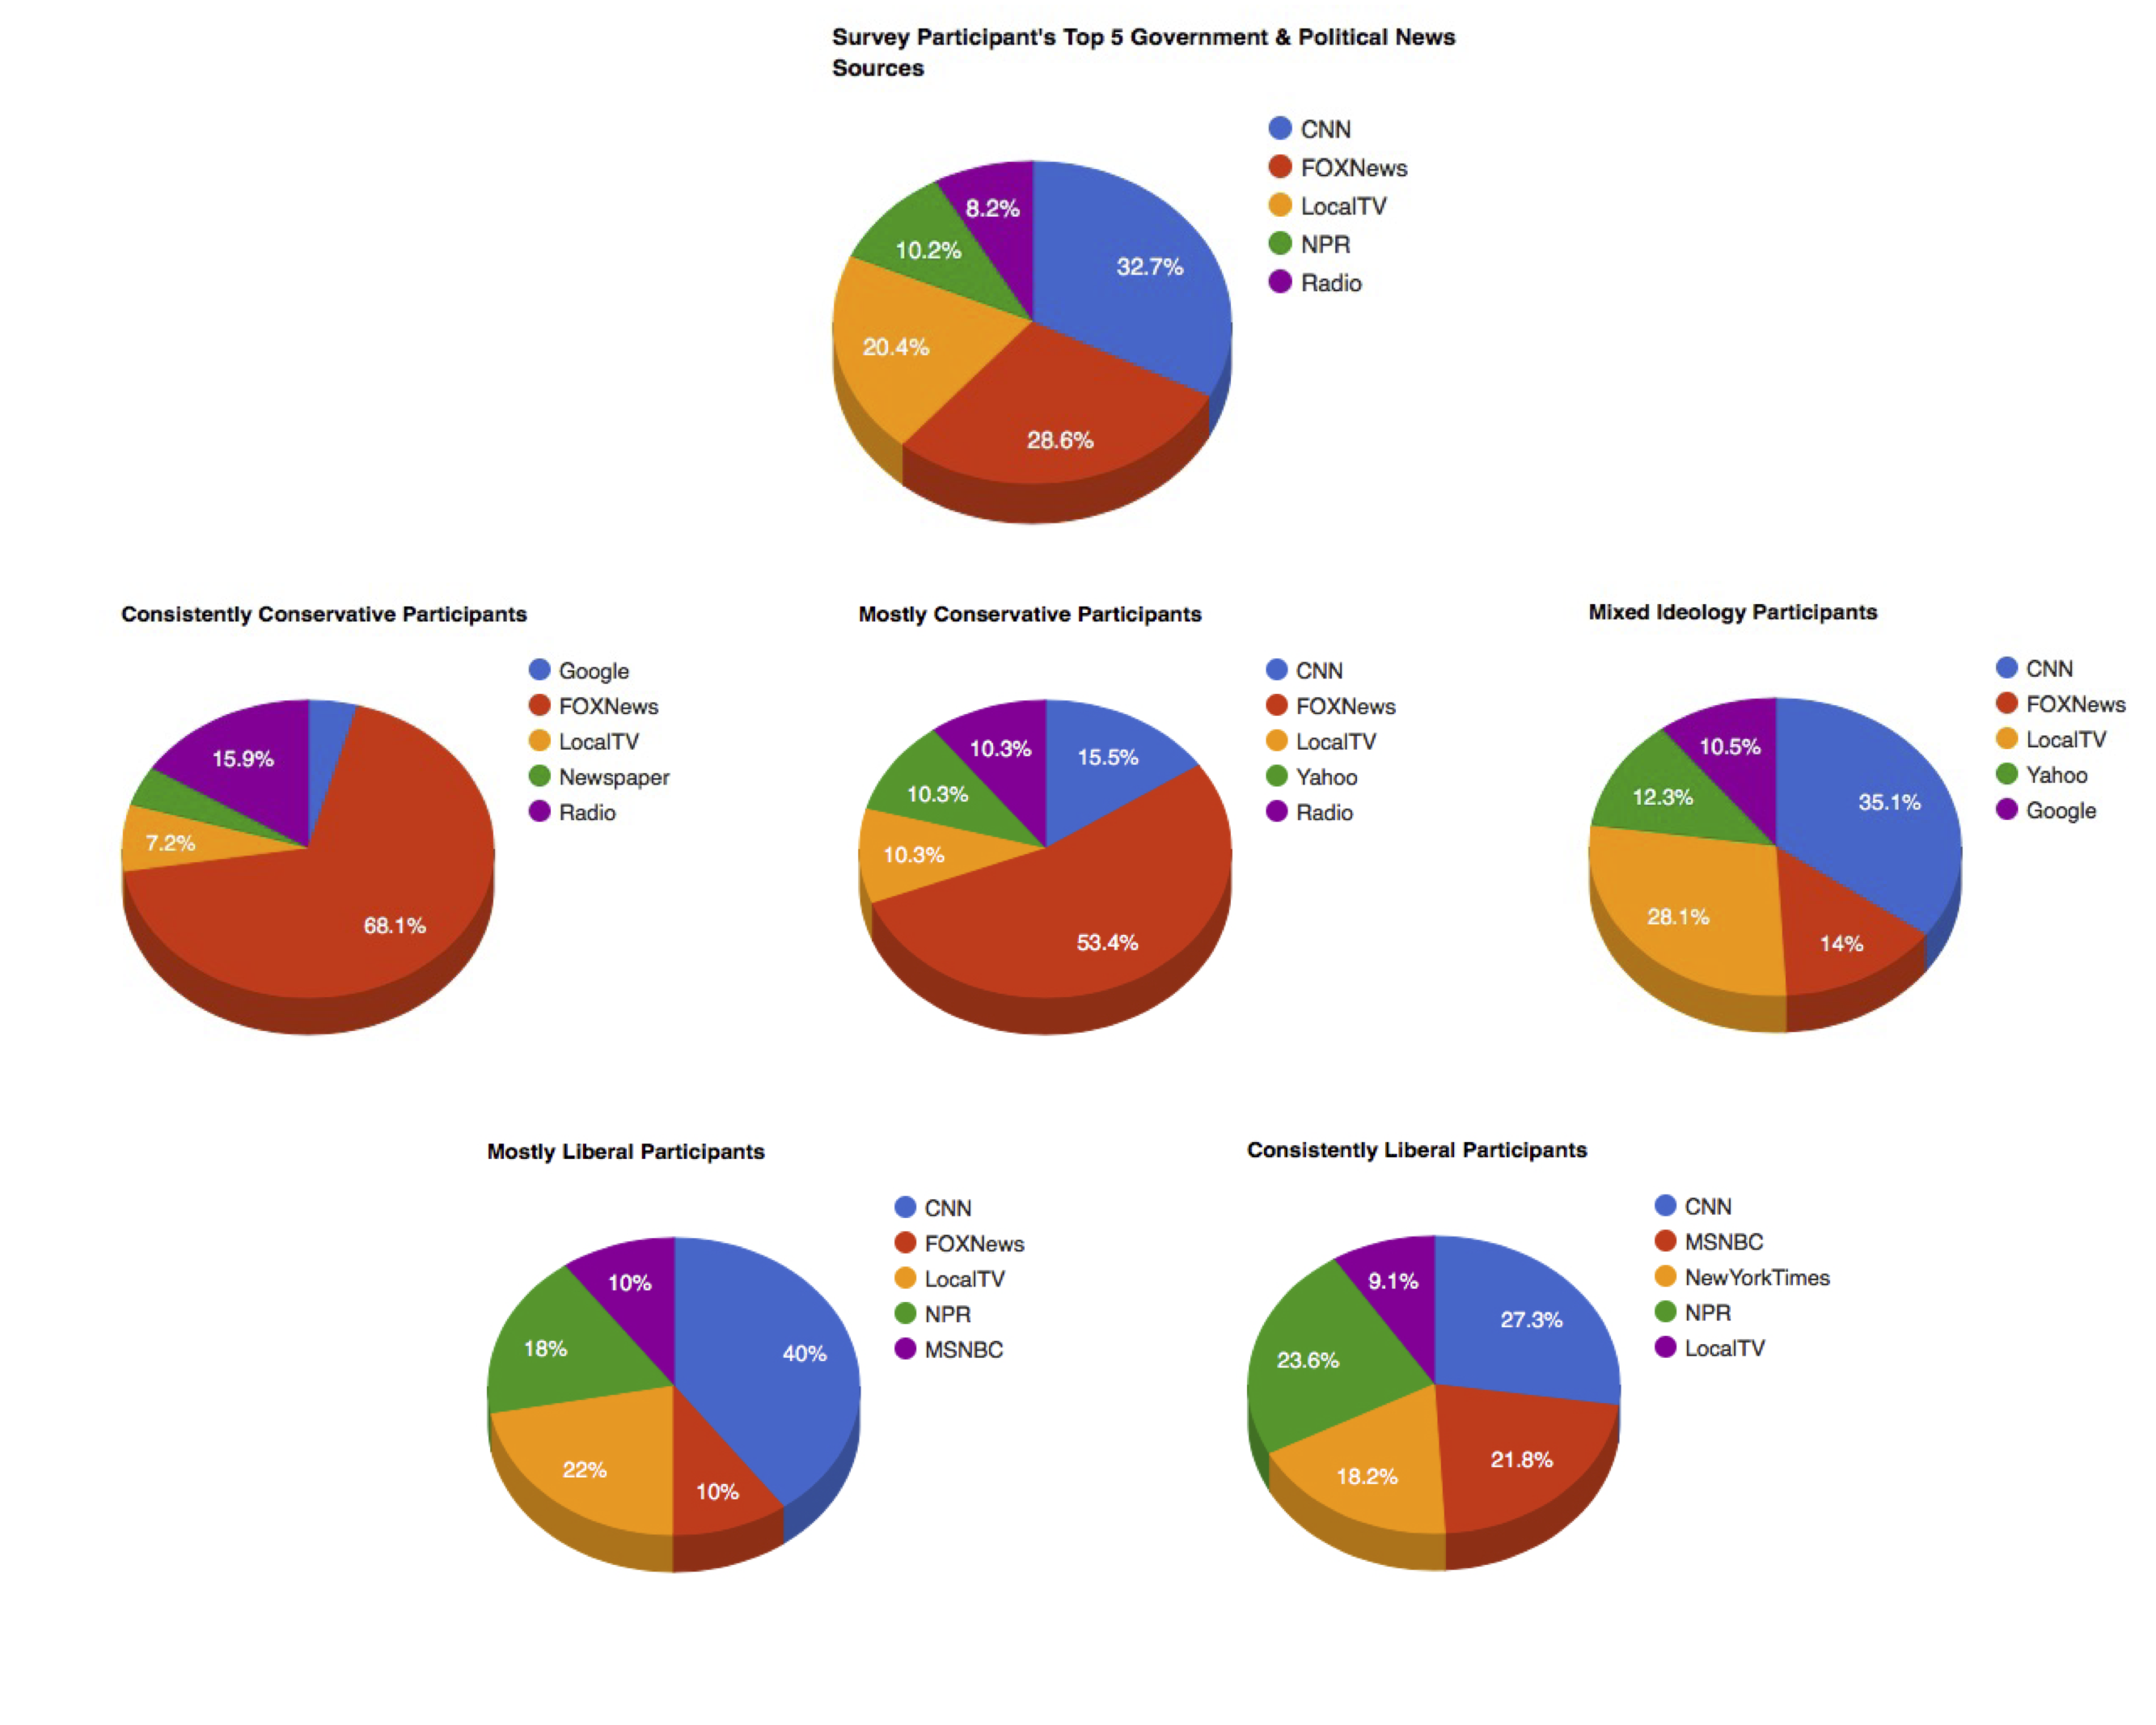 Survey Participant's Top 5 Government & Political News
Sources
CNN
FOXNews
LocalTV
NPR
Radio
8.2%
10.2%
32.7%
20.4%
28.6%
Consistently Conservative Participants
Google
FOXNews
LocalTV
Newspaper
Radio
15.9%
7.2%
68.1%
Mostly Conservative Participants
CNN
FOXNews
LocalTV
Yahoo
Radio
10.3%
15.5%
10.3%
10.3%
53.4%
Mixed Ideology Participants
CNN
FOXNews
LocalTV
Yahoo
Google
10.5%
12.3%
35.1%
28.1%
14%
Mostly Liberal Participants
CNN
FOXNews
LocalTV
NPR
MSNBC
10%
18%
40%
22%
10%
Consistently Liberal Participants
CNN
MSNBC
NewYorkTimes
NPR
LocalTV
9.1%
27.3%
23.6%
21.8%
18.2%